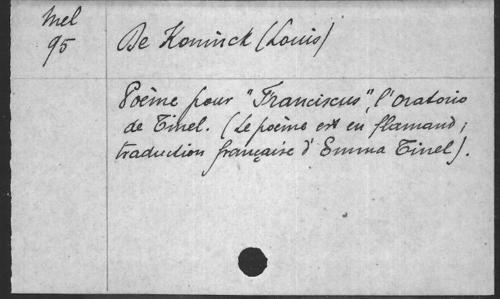 Mel
95
De Koninck (Louis)
Poème pour "Franciscus", l'oratorio
de Tinel. (Le poème est en flamand;
traduction française d'Emma Tinel).